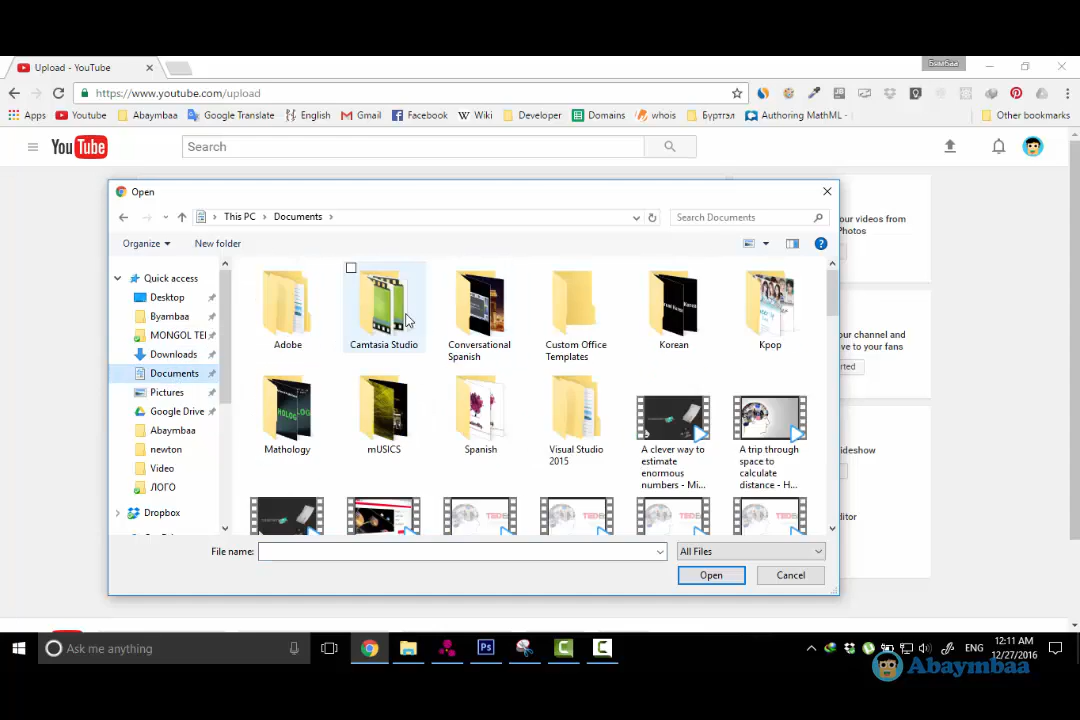 Upload - YouTube
https://www.youtube.com/upload
Apps Youtube Abaymbaa Google Translate English Gmail Facebook Wiki Developer Domains whois Буртгэл Authoring MathML - Other bookmarks
YouTube Search
Open
This PC Documents Search Documents
Organize New folder
Quick access
Desktop
Byambaa
MONGOL TE
Downloads
Documents
Pictures
Google Drive
Abaymbaa
newton
Video
ЛОГО
Dropbox
Adobe
Camtasia Studio
Conversational
Spanish
Custom Office
Templates
Korean
Kpop
Mathology
mUSICS
Spanish
Visual Studio
2015
A clever way to
estimate
enormous
numbers - Mi...
A trip through
space to
calculate
distance - H...
our videos from
Photos
our channel and
ve to your fans
rted
deshow
ditor
File name: All Files
Open Cancel
Ask me anything
Ps
ENG
12:11 AM
12/27/2016
Abaymbaa